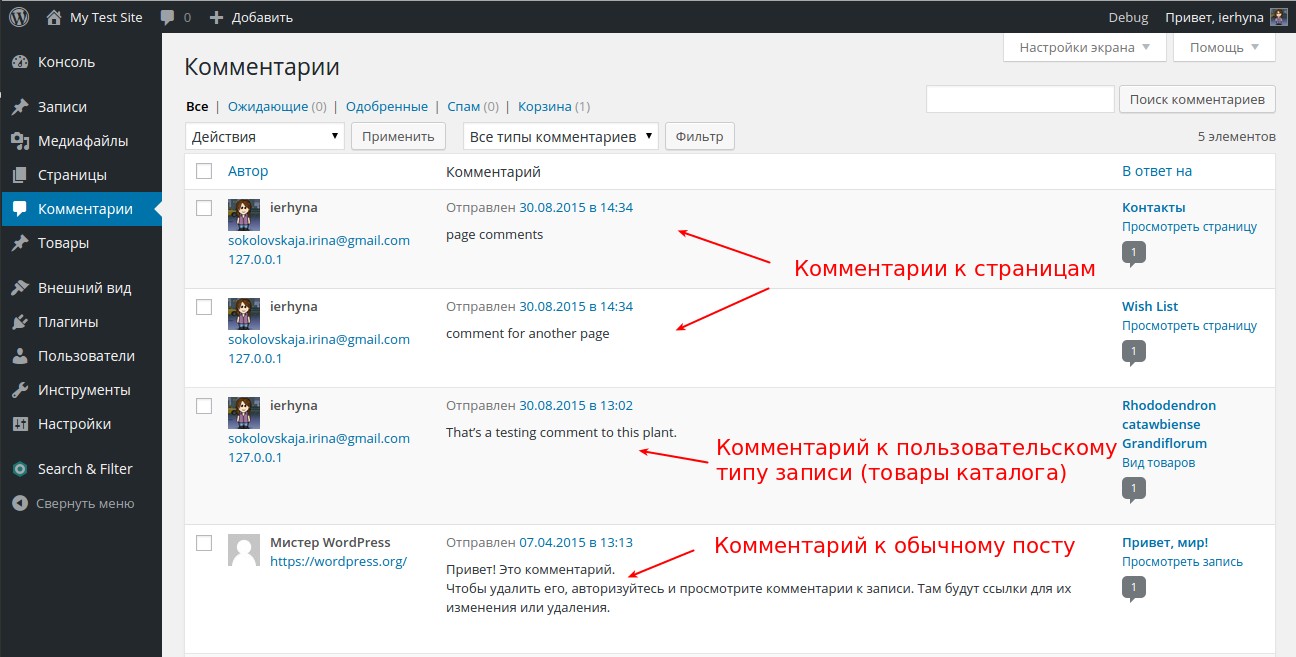 My Test Site 0 Добавить Debug Привет, ierhyna
Настройки экрана Помощь
Консоль
Записи
Медиафайлы
Страницы
Комментарии
Товары
Внешний вид
Плагины
Пользователи
Инструменты
Настройки
Search & Filter
Свернуть меню
Комментарии
Все | Ожидающие (0) | Одобренные | Спам (0) | Корзина (1)
Поиск комментариев
Действия Применить Все типы комментариев Фильтр
5 элементов
Автор Комментарий В ответ на
ierhyna
sokolovskaja.irina@gmail.com
127.0.0.1
Отправлен 30.08.2015 в 14:34
page comments
Контакты
Просмотреть страницу
1
Комментарии к страницам
ierhyna
sokolovskaja.irina@gmail.com
127.0.0.1
Отправлен 30.08.2015 в 14:34
comment for another page
Wish List
Просмотреть страницу
1
ierhyna
sokolovskaja.irina@gmail.com
127.0.0.1
Отправлен 30.08.2015 в 13:02
That’s a testing comment to this plant.
Комментарий к пользовательскому
типу записи (товары каталога)
Rhododendron
catawbiense
Grandiflorum
Вид товаров
1
Мистер WordPress
https://wordpress.org/
Отправлен 07.04.2015 в 13:13
Привет! Это комментарий.
Чтобы удалить его, авторизуйтесь и просмотрите комментарии к записи. Там будут ссылки для их
изменения или удаления.
Комментарий к обычному посту
Привет, мир!
Просмотреть запись
1